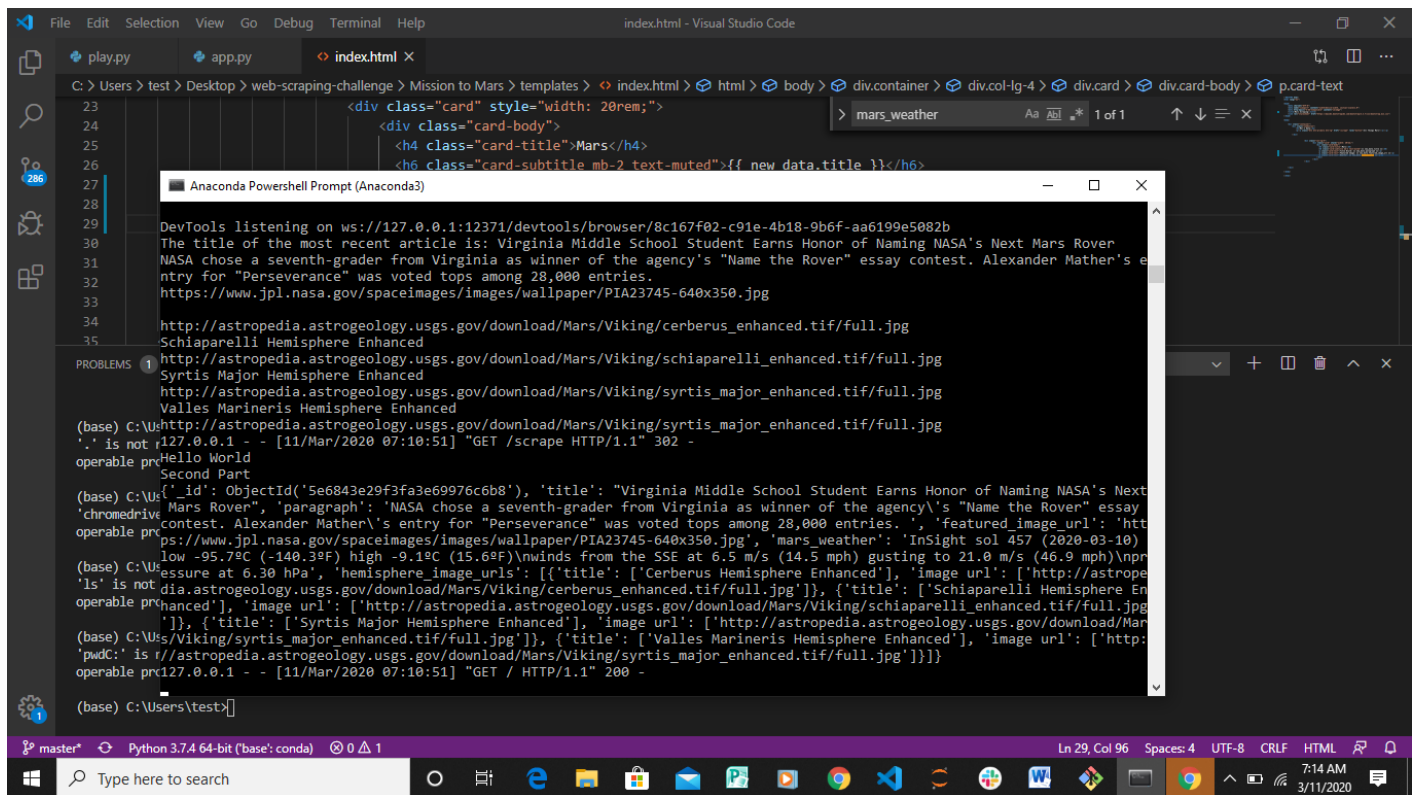 File Edit Selection View Go Debug Terminal Help
index.html - Visual Studio Code
play.py
app.py
<> index.html ×
C: > Users > test > Desktop > web-scraping-challenge > Mission to Mars > templates > <> index.html > html > body > div.container > div.col-lg-4 > div.card > div.card-body > p.card-text
mars_weather
Aa Abl .* 1 of 1
23 <div class="card" style="width: 20rem;">
24 <div class="card-body">
25 <h4 class="card-title">Mars</h4>
26 <h6 class="card-subtitle mb-2 text-muted">{{ new data.title }}</h6>
27
28
29
30
31
32
33
34
35
286
Anaconda Powershell Prompt (Anaconda3)
DevTools listening on ws://127.0.0.1:12371/devtools/browser/8c167f02-c91e-4b18-9b6f-aa6199e5082b
The title of the most recent article is: Virginia Middle School Student Earns Honor of Naming NASA's Next Mars Rover
NASA chose a seventh-grader from Virginia as winner of the agency's "Name the Rover" essay contest. Alexander Mather's e
ntry for "Perseverance" was voted tops among 28,000 entries.
https://www.jpl.nasa.gov/spaceimages/images/wallpaper/PIA23745-640x350.jpg
http://astropedia.astrogeology.usgs.gov/download/Mars/Viking/cerberus_enhanced.tif/full.jpg
Schiaparelli Hemisphere Enhanced
http://astropedia.astrogeology.usgs.gov/download/Mars/Viking/schiaparelli_enhanced.tif/full.jpg
Syrtis Major Hemisphere Enhanced
http://astropedia.astrogeology.usgs.gov/download/Mars/Viking/syrtis_major_enhanced.tif/full.jpg
Valles Marineris Hemisphere Enhanced
http://astropedia.astrogeology.usgs.gov/download/Mars/Viking/syrtis_major_enhanced.tif/full.jpg
127.0.0.1 - - [11/Mar/2020 07:10:51] "GET /scrape HTTP/1.1" 302 -
Hello World
Second Part
{'_id': ObjectId('5e6843e29f3fa3e69976c6b8'), 'title': "Virginia Middle School Student Earns Honor of Naming NASA's Next
Mars Rover", 'paragraph': 'NASA chose a seventh-grader from Virginia as winner of the agency\'s "Name the Rover" essay
contest. Alexander Mather\'s entry for "Perseverance" was voted tops among 28,000 entries. ', 'featured_image_url': 'htt
ps://www.jpl.nasa.gov/spaceimages/images/wallpaper/PIA23745-640x350.jpg', 'mars_weather': 'InSight sol 457 (2020-03-10)
low -95.7ºC (-140.3ºF) high -9.1ºC (15.6ºF)\nwinds from the SSE at 6.5 m/s (14.5 mph) gusting to 21.0 m/s (46.9 mph)\npr
essure at 6.30 hPa', 'hemisphere_image_urls': [{'title': ['Cerberus Hemisphere Enhanced'], 'image url': ['http://astrope
dia.astrogeology.usgs.gov/download/Mars/Viking/cerberus_enhanced.tif/full.jpg']}, {'title': ['Schiaparelli Hemisphere En
hanced'], 'image url': ['http://astropedia.astrogeology.usgs.gov/download/Mars/Viking/schiaparelli_enhanced.tif/full.jpg
']}, {'title': ['Syrtis Major Hemisphere Enhanced'], 'image url': ['http://astropedia.astrogeology.usgs.gov/download/Mar
s/Viking/syrtis_major_enhanced.tif/full.jpg']}, {'title': ['Valles Marineris Hemisphere Enhanced'], 'image url': ['http:
//astropedia.astrogeology.usgs.gov/download/Mars/Viking/syrtis_major_enhanced.tif/full.jpg']}]}
127.0.0.1 - - [11/Mar/2020 07:10:51] "GET / HTTP/1.1" 200 -
PROBLEMS 1
(base) C:\Us
'.' is not r
operable pro
(base) C:\Us
'chromedrive
operable pro
(base) C:\Us
'ls' is not
operable pro
(base) C:\Us
'pwdC:' is r
operable pro
(base) C:\Users\test>
1
master* Python 3.7.4 64-bit ('base': conda) 0 1
Ln 29, Col 96 Spaces: 4 UTF-8 CRLF HTML
Type here to search
7:14 AM
3/11/2020